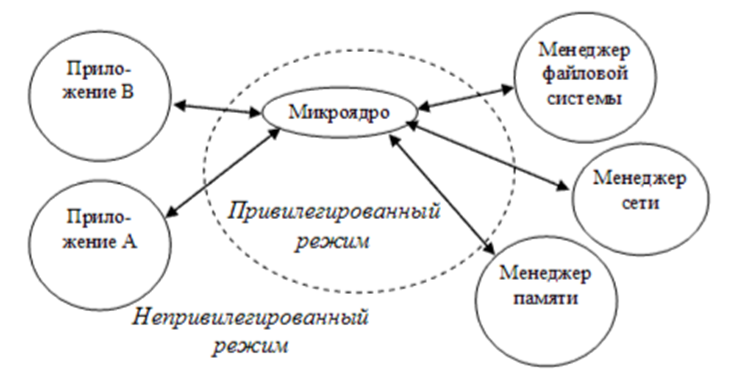 Прило-
жение В
Микроядро
Менеджер
файловой
системы
Прило-
жение А
Привилегированный
режим
Менеджер
сети
Менеджер
памяти
Непривилегированный
режим